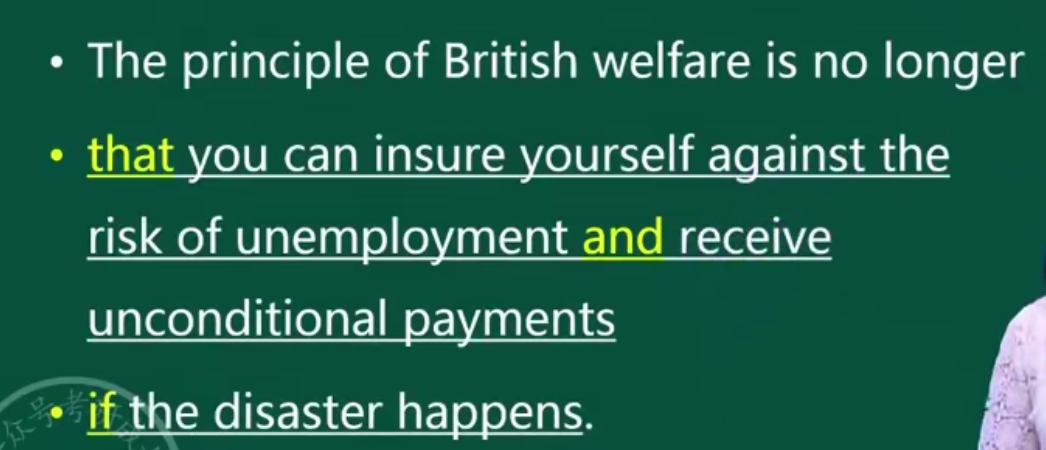 • The principle of British welfare is no longer
• that you can insure yourself against the
risk of unemployment and receive
unconditional payments
• if the disaster happens.